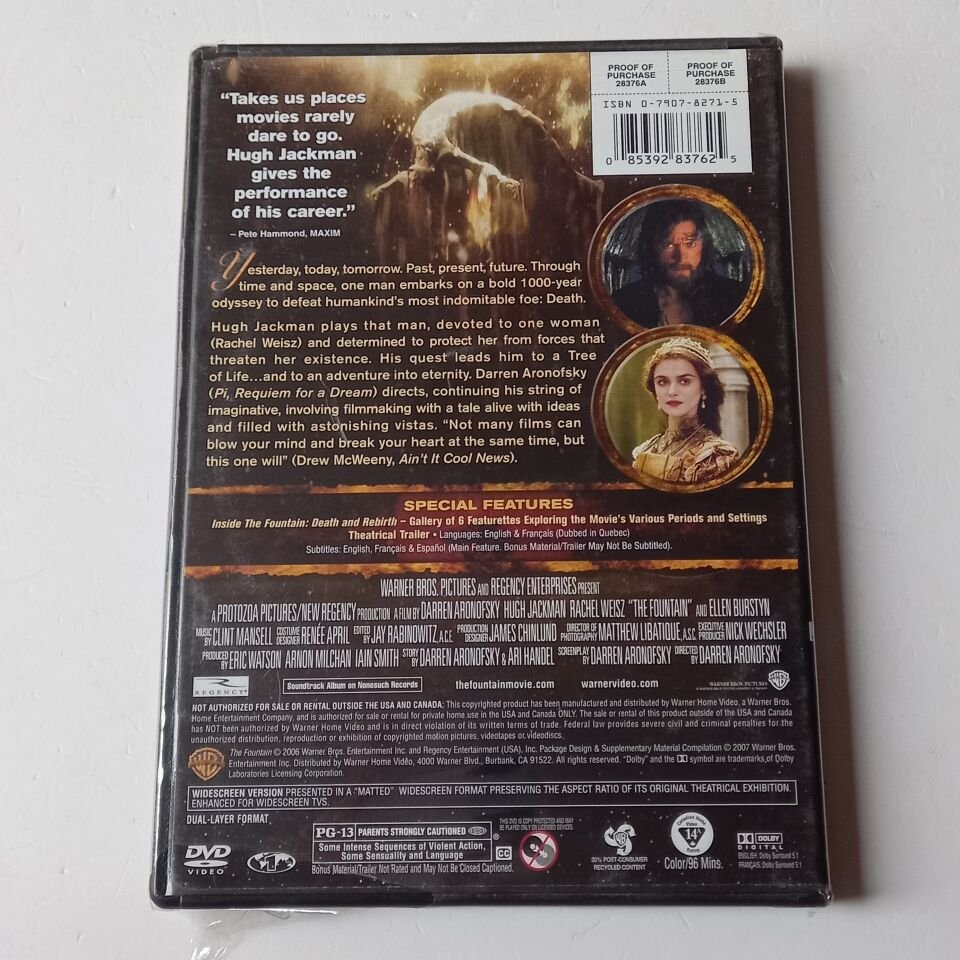 “Takes us places
movies rarely
dare to go.
Hugh Jackman
gives the
performance
of his career.”
– Pete Hammond, MAXIM
PROOF OF PURCHASE 28376A
PROOF OF PURCHASE 28376B
ISBN 0-7907-8271-5
0 85392 83762 5
Yesterday, today, tomorrow. Past, present, future. Through
time and space, one man embarks on a bold 1000-year
odyssey to defeat humankind’s most indomitable foe: Death.
Hugh Jackman plays that man, devoted to one woman
(Rachel Weisz) and determined to protect her from forces that
threaten her existence. His quest leads him to a Tree
of Life...and to an adventure into eternity. Darren Aronofsky
(Pi, Requiem for a Dream) directs, continuing his string of
imaginative, involving filmmaking with a tale alive with ideas
and filled with astonishing vistas. “Not many films can
blow your mind and break your heart at the same time, but
this one will” (Drew McWeeny, Ain’t It Cool News).
SPECIAL FEATURES
Inside The Fountain: Death and Rebirth – Gallery of 6 Featurettes Exploring the Movie’s Various Periods and Settings
Theatrical Trailer • Languages: English & Français (Dubbed in Quebec)
Subtitles: English, Français & Español (Main Feature. Bonus Material/Trailer May Not Be Subtitled).
WARNER BROS. PICTURES AND REGENCY ENTERPRISES PRESENT
A PROTOZOA PICTURES/NEW REGENCY PRODUCTION A FILM BY DARREN ARONOFSKY HUGH JACKMAN RACHEL WEISZ "THE FOUNTAIN" AND ELLEN BURSTYN
MUSIC BY CLINT MANSELL COSTUME DESIGNER RENÉE APRIL EDITED BY JAY RABINOWITZ, A.C.E. PRODUCTION DESIGNER JAMES CHINLUND DIRECTOR OF PHOTOGRAPHY MATTHEW LIBATIQUE, A.S.C. EXECUTIVE PRODUCER NICK WECHSLER
PRODUCED BY ERIC WATSON ARNON MILCHAN IAIN SMITH STORY BY DARREN ARONOFSKY & ARI HANDEL SCREENPLAY BY DARREN ARONOFSKY DIRECTED BY DARREN ARONOFSKY
R REGENCY
Soundtrack Album on Nonesuch Records
thefountainmovie.com
warnervideo.com
WARNER BROS. PICTURES
NOT AUTHORIZED FOR SALE OR RENTAL OUTSIDE THE USA AND CANADA: This copyrighted product has been manufactured and distributed by Warner Home Video, a Warner Bros.
Home Entertainment Company, and is authorized for sale or rental for private home use in the USA and Canada ONLY. The sale or rental of this product outside of the USA and Canada
has NOT been authorized by Warner Home Video and is in direct violation of its written terms of trade. Federal law provides severe civil and criminal penalties for the
unauthorized distribution, reproduction or exhibition of copyrighted motion pictures, videotapes or videodiscs.
The Fountain © 2006 Warner Bros. Entertainment Inc. and Regency Entertainment (USA), Inc. Package Design & Supplementary Material Compilation © 2007 Warner Bros.
Entertainment Inc. Distributed by Warner Home Video, 4000 Warner Blvd., Burbank, CA 91522. All rights reserved. “Dolby” and the DD symbol are trademarks of Dolby
Laboratories Licensing Corporation.
WIDESCREEN VERSION PRESENTED IN A "MATTED" WIDESCREEN FORMAT PRESERVING THE ASPECT RATIO OF ITS ORIGINAL THEATRICAL EXHIBITION.
ENHANCED FOR WIDESCREEN TVS.
DUAL-LAYER FORMAT
DVD VIDEO
1
PG-13 PARENTS STRONGLY CAUTIONED ®
Some Intense Sequences of Violent Action,
Some Sensuality and Language
Bonus Material/Trailer Not Rated and May Not Be Closed Captioned.
CC
THIS DVD IS COPY PROTECTED AND MAY
BE PLAYED ONLY ON LICENSED DEVICES.
30% POST-CONSUMER
RECYCLED CONTENT
Canadian Home Video 14A Ratings
Color/96 Mins.
DOLBY DIGITAL
ENGLISH: Dolby Surround 5.1
FRANÇAIS: Dolby Surround 5.1